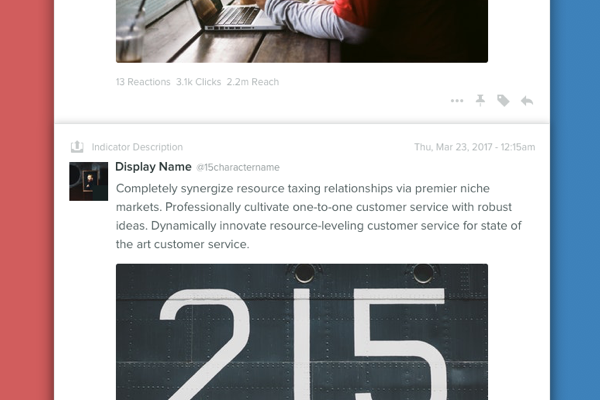 13 Reactions 3.1k Clicks 2.2m Reach
Indicator Description Thu, Mar 23, 2017 - 12:15am
Display Name @15charactername
Completely synergize resource taxing relationships via premier niche
markets. Professionally cultivate one-to-one customer service with robust
ideas. Dynamically innovate resource-leveling customer service for state of
the art customer service.
215